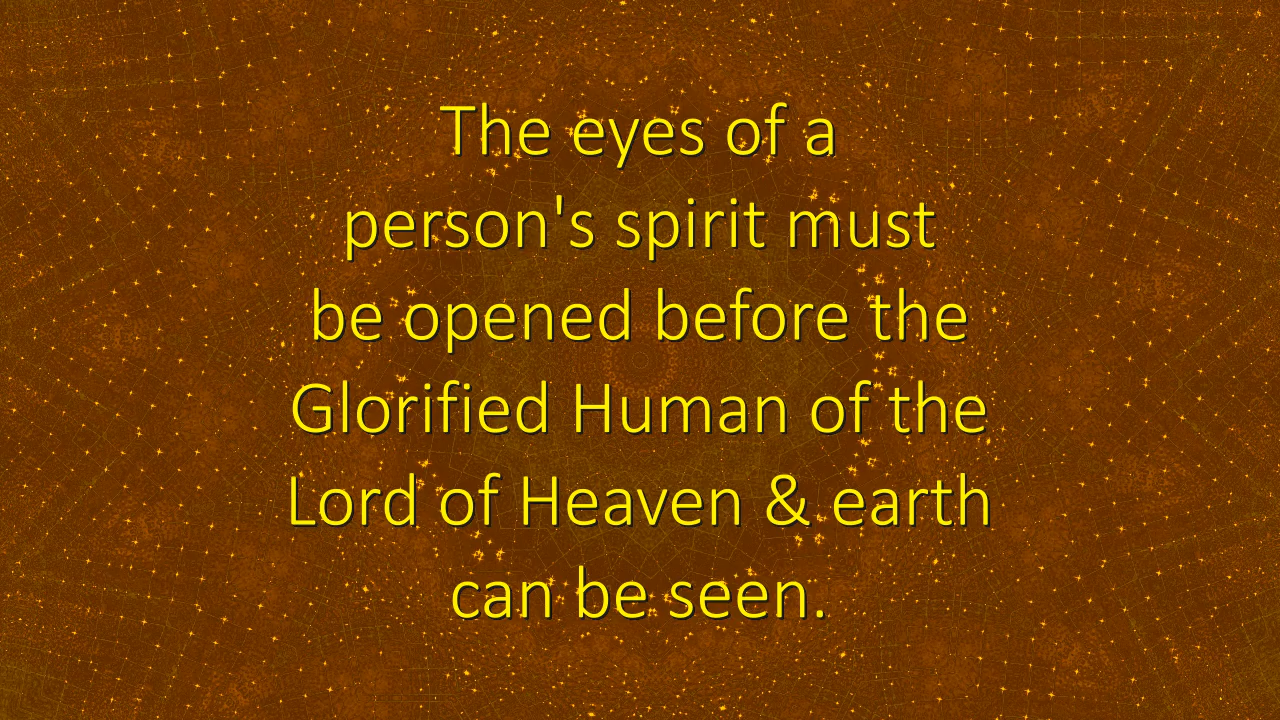 The eyes of a
person's spirit must
be opened before the
Glorified Human of the
Lord of Heaven & earth
can be seen.